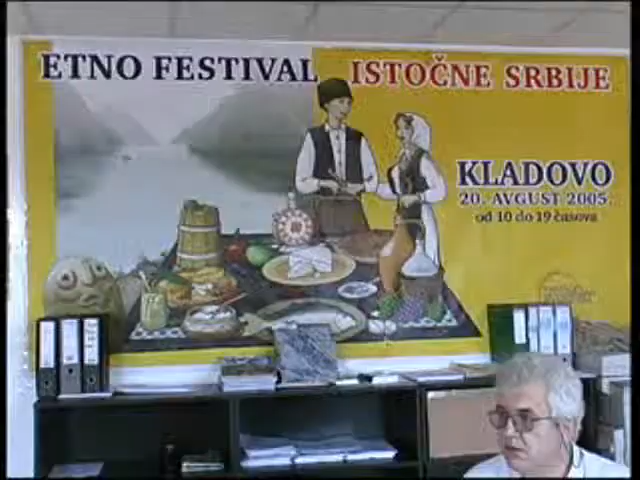 ETNO FESTIVAL ISTOČNE SRBIJE
KLADOVO
20. AVGUST 2005.
od 10 do 19 časova